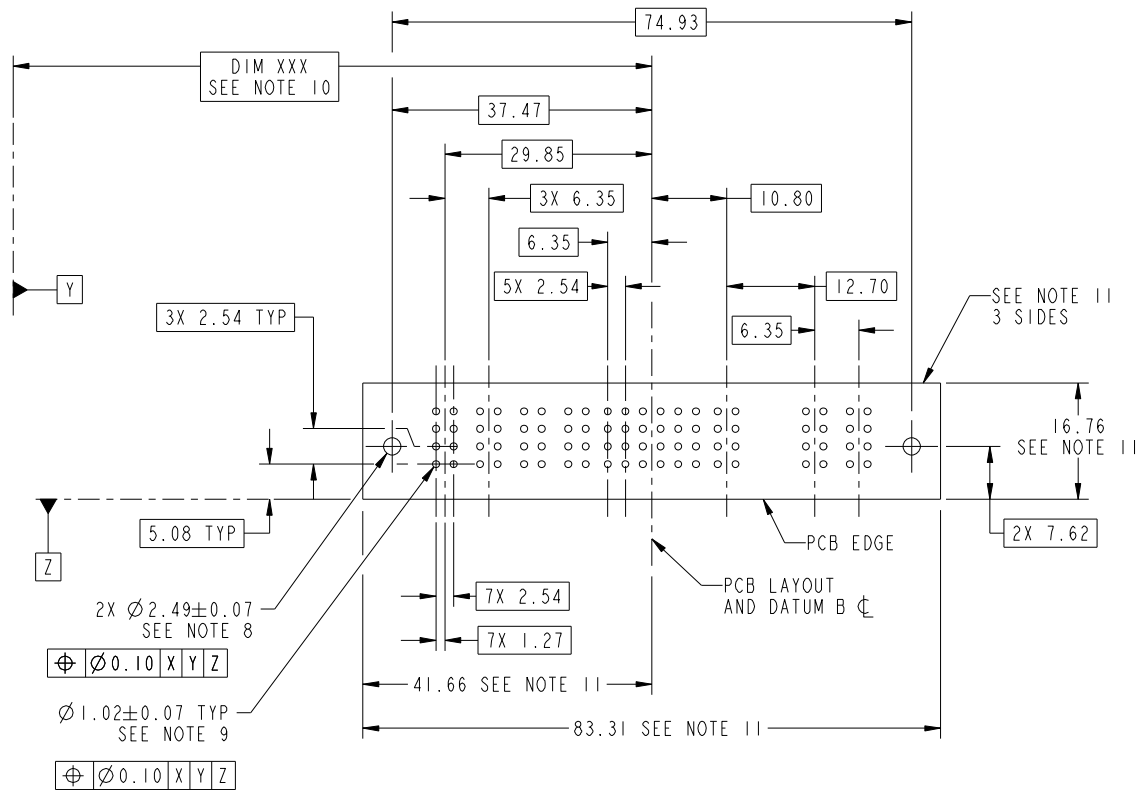 74.93
DIM XXX
SEE NOTE 10
37.47
29.85
3X 6.35
10.80
6.35
5X 2.54
12.70
Y
3X 2.54 TYP
6.35
SEE NOTE 11
3 SIDES
16.76
SEE NOTE 11
5.08 TYP
2X 7.62
PCB EDGE
Z
PCB LAYOUT
AND DATUM B ℄
7X 2.54
2X Ø2.49±0.07
SEE NOTE 8
7X 1.27
⌖ Ø0.10 X Y Z
41.66 SEE NOTE 11
Ø1.02±0.07 TYP
SEE NOTE 9
83.31 SEE NOTE 11
⌖ Ø0.10 X Y Z